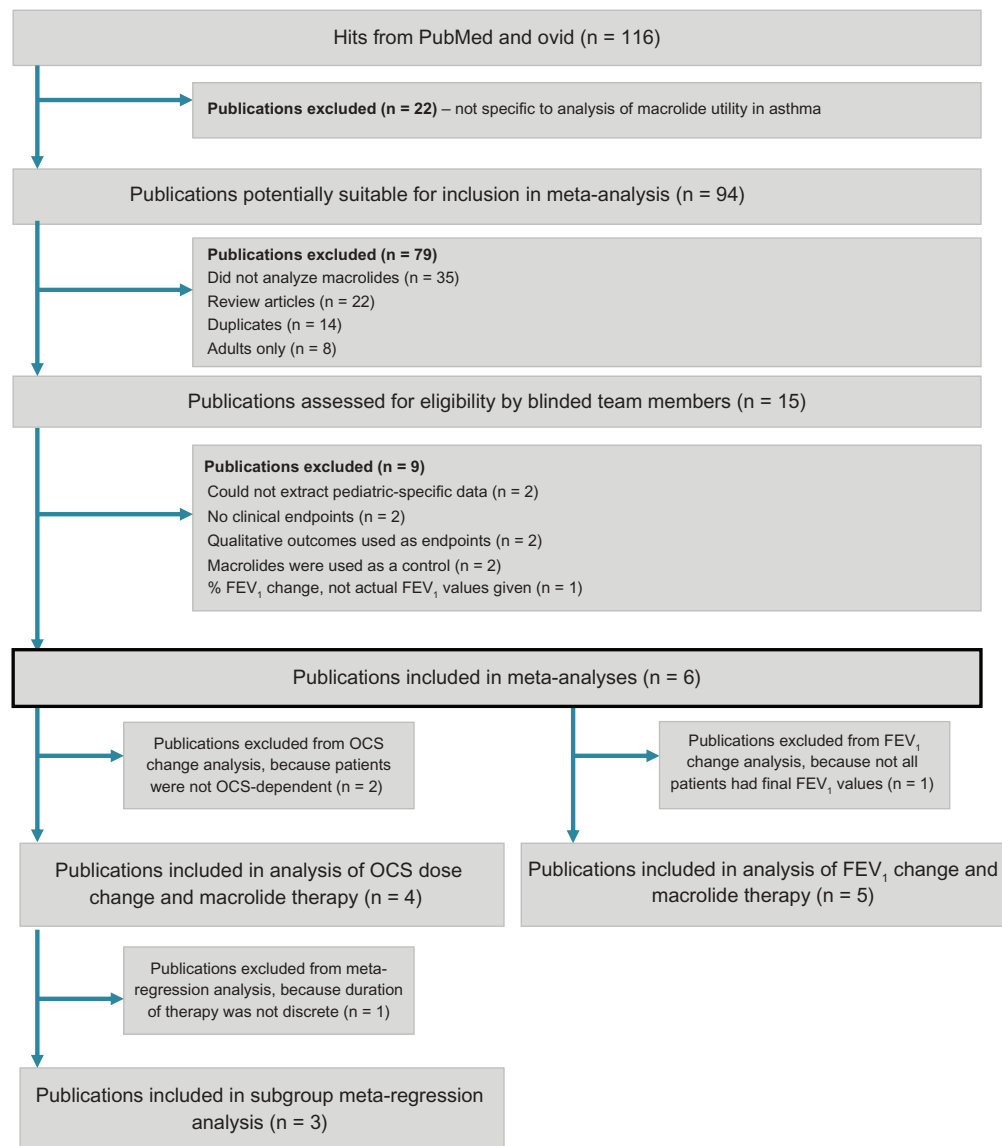 Hits from PubMed and ovid (n = 116)
Publications excluded (n = 22) – not specific to analysis of macrolide utility in asthma
Publications potentially suitable for inclusion in meta-analysis (n = 94)
Publications excluded (n = 79)
Did not analyze macrolides (n = 35)
Review articles (n = 22)
Duplicates (n = 14)
Adults only (n = 8)
Publications assessed for eligibility by blinded team members (n = 15)
Publications excluded (n = 9)
Could not extract pediatric-specific data (n = 2)
No clinical endpoints (n = 2)
Qualitative outcomes used as endpoints (n = 2)
Macrolides were used as a control (n = 2)
% FEV₁ change, not actual FEV₁ values given (n = 1)
Publications included in meta-analyses (n = 6)
Publications excluded from OCS
change analysis, because patients
were not OCS-dependent (n = 2)
Publications excluded from FEV₁
change analysis, because not all
patients had final FEV₁ values (n = 1)
Publications included in analysis of OCS dose
change and macrolide therapy (n = 4)
Publications included in analysis of FEV₁ change and
macrolide therapy (n = 5)
Publications excluded from meta-
regression analysis, because duration
of therapy was not discrete (n = 1)
Publications included in subgroup meta-regression
analysis (n = 3)